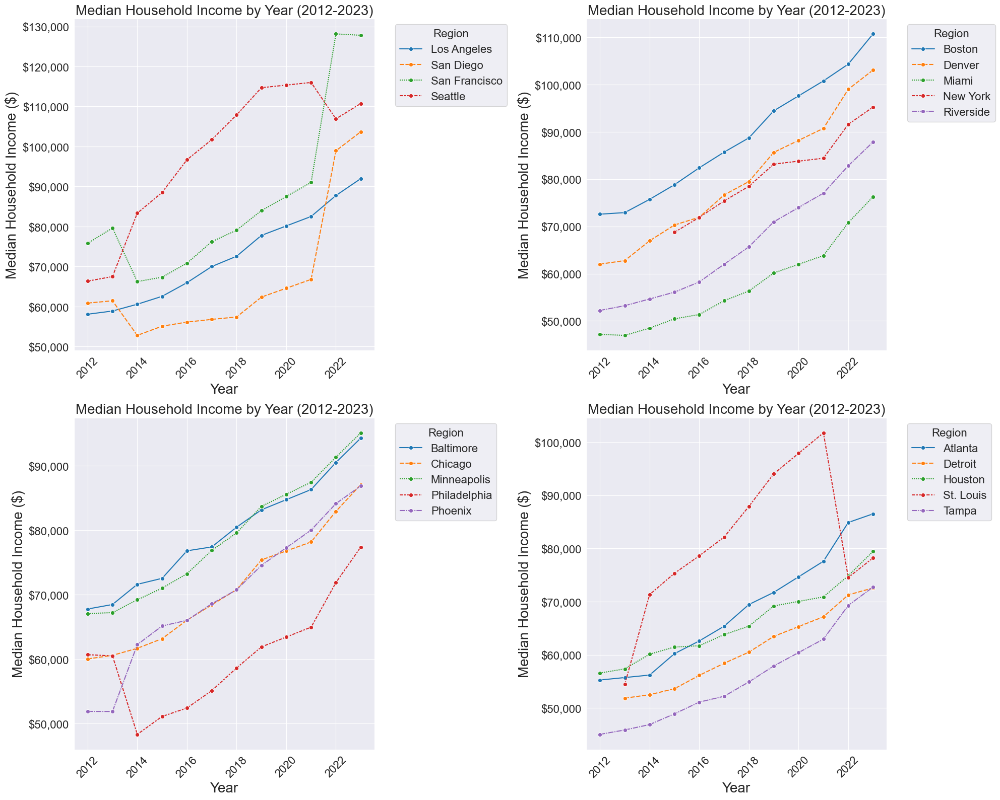 Median Household Income by Year (2012-2023)
$130,000
$120,000
$110,000
$100,000
$90,000
$80,000
$70,000
$60,000
$50,000
Median Household Income ($)
2012
2014
2016
2018
2020
2022
Year
Region
Los Angeles
San Diego
San Francisco
Seattle
Median Household Income by Year (2012-2023)
$110,000
$100,000
$90,000
$80,000
$70,000
$60,000
$50,000
Median Household Income ($)
2012
2014
2016
2018
2020
2022
Year
Region
Boston
Denver
Miami
New York
Riverside
Median Household Income by Year (2012-2023)
$90,000
$80,000
$70,000
$60,000
$50,000
Median Household Income ($)
2012
2014
2016
2018
2020
2022
Year
Region
Baltimore
Chicago
Minneapolis
Philadelphia
Phoenix
Median Household Income by Year (2012-2023)
$100,000
$90,000
$80,000
$70,000
$60,000
$50,000
Median Household Income ($)
2012
2014
2016
2018
2020
2022
Year
Region
Atlanta
Detroit
Houston
St. Louis
Tampa